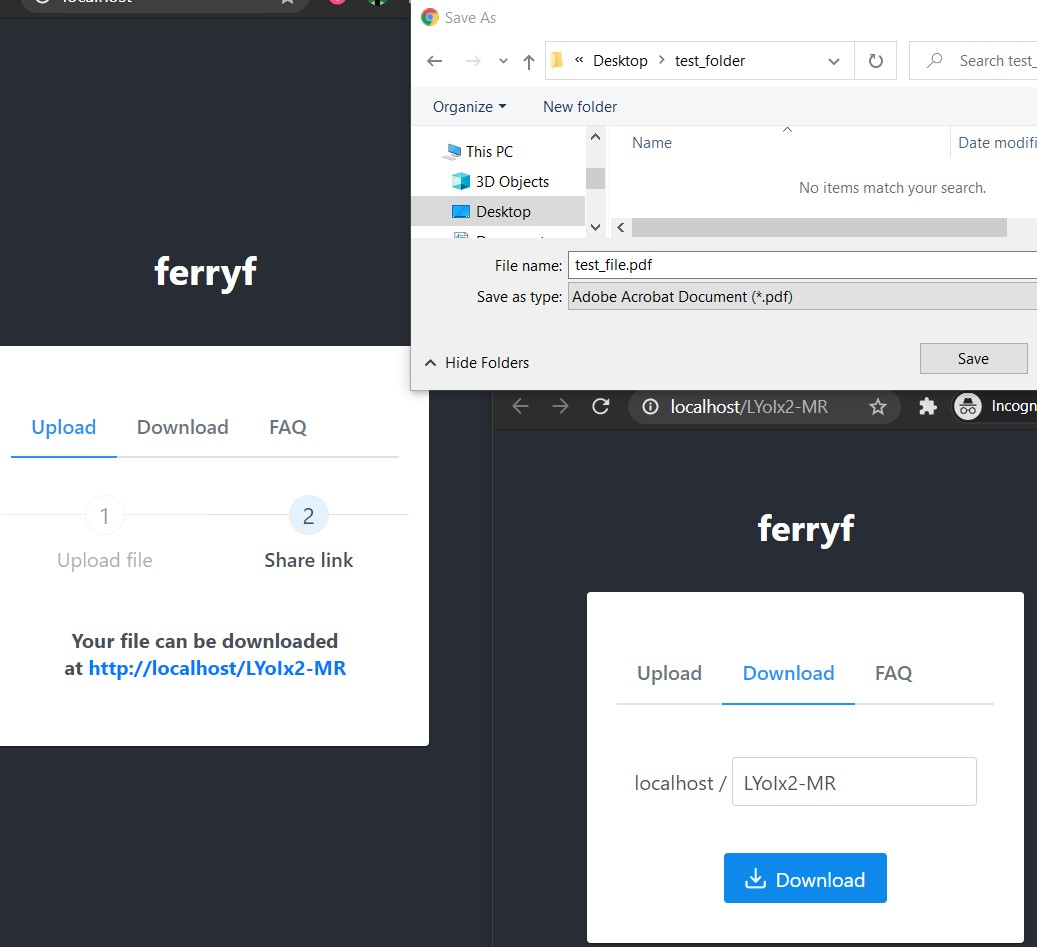 localhost
Save As
« Desktop > test_folder
Search test_
Organize
New folder
This PC
3D Objects
Desktop
Name
Date modifi
No items match your search.
File name: test_file.pdf
Save as type: Adobe Acrobat Document (*.pdf)
Hide Folders
Save
ferryf
Upload Download FAQ
1
2
Upload file
Share link
Your file can be downloaded
at http://localhost/LYoIx2-MR
localhost/LYoIx2-MR
Incogn
ferryf
Upload Download FAQ
localhost / LYoIx2-MR
Download